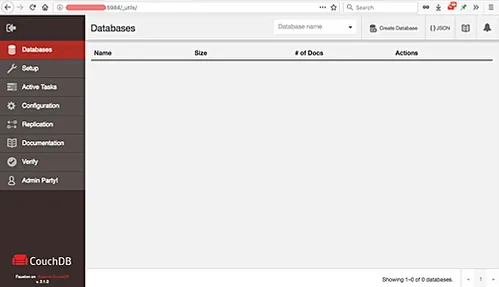 5984/_utils/
Search
Databases
Database name
Create Database
{ } JSON
Databases
Setup
Active Tasks
Configuration
Replication
Documentation
Verify
Admin Party!
Name Size # of Docs Actions
CouchDB
Fauxton on Apache CouchDB
v. 2.1.0
Showing 1–0 of 0 databases.
« 1 »